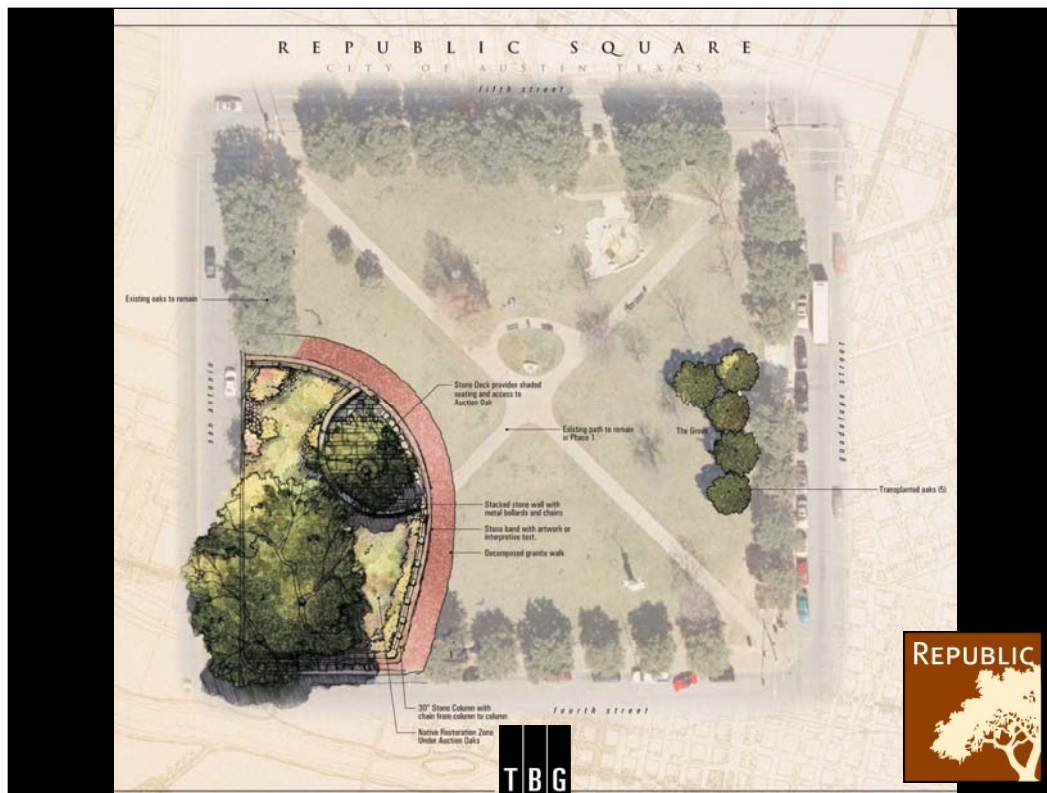 REPUBLIC SQUARE
CITY OF AUSTIN TEXAS
fifth street
Existing oaks to remain
san antonio
Stone Deck provides shaded
seating and access to
Auction Oak
Existing path to remain
in Phase 1
The Grove
guadalupe street
Transplanted oaks (5)
Stacked stone wall with
metal bollards and chains
Stone band with artwork or
interpretive text.
Decomposed granite walk
fourth street
30" Stone Column with
chain from column to column
Native Restoration Zone
Under Auction Oaks
TBG
REPUBLIC